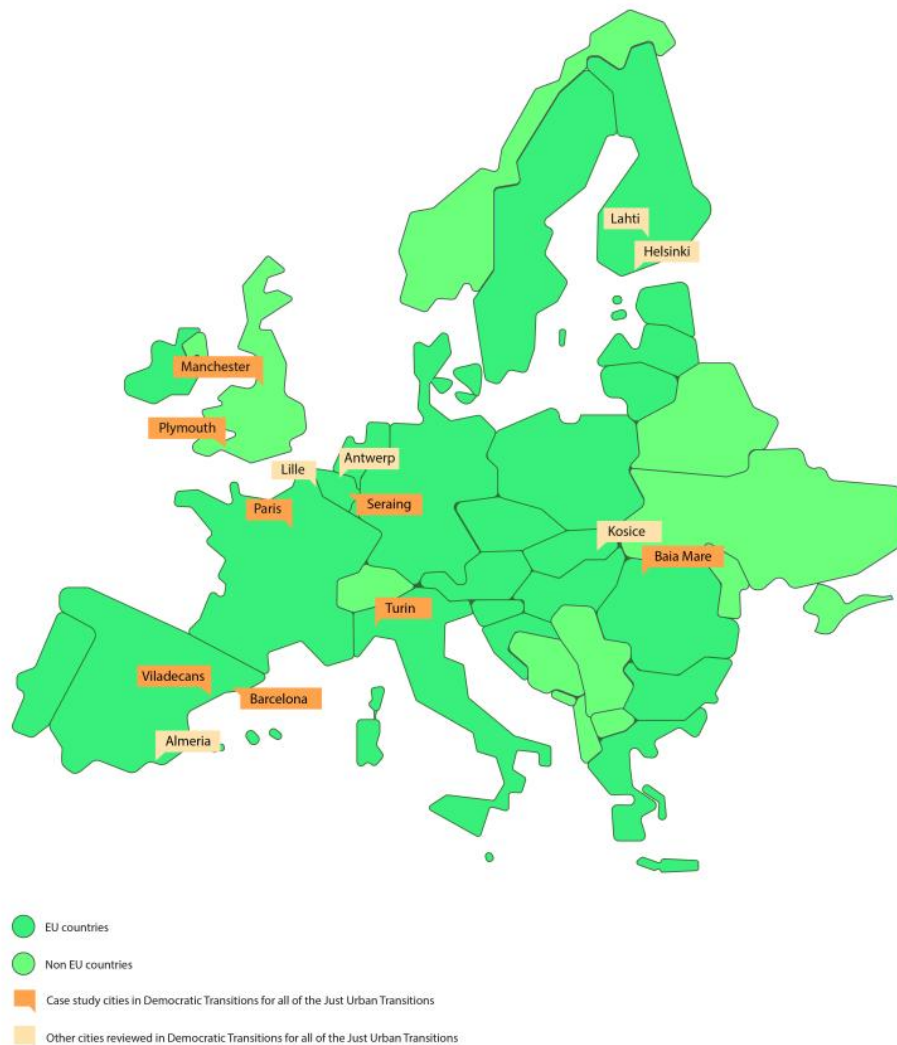 Lahti
Helsinki
Manchester
Plymouth
Antwerp
Lille
Seraing
Paris
Kosice
Baia Mare
Turin
Viladecans
Barcelona
Almeria
EU countries
Non EU countries
Case study cities in Democratic Transitions for all of the Just Urban Transitions
Other cities reviewed in Democratic Transitions for all of the Just Urban Transitions